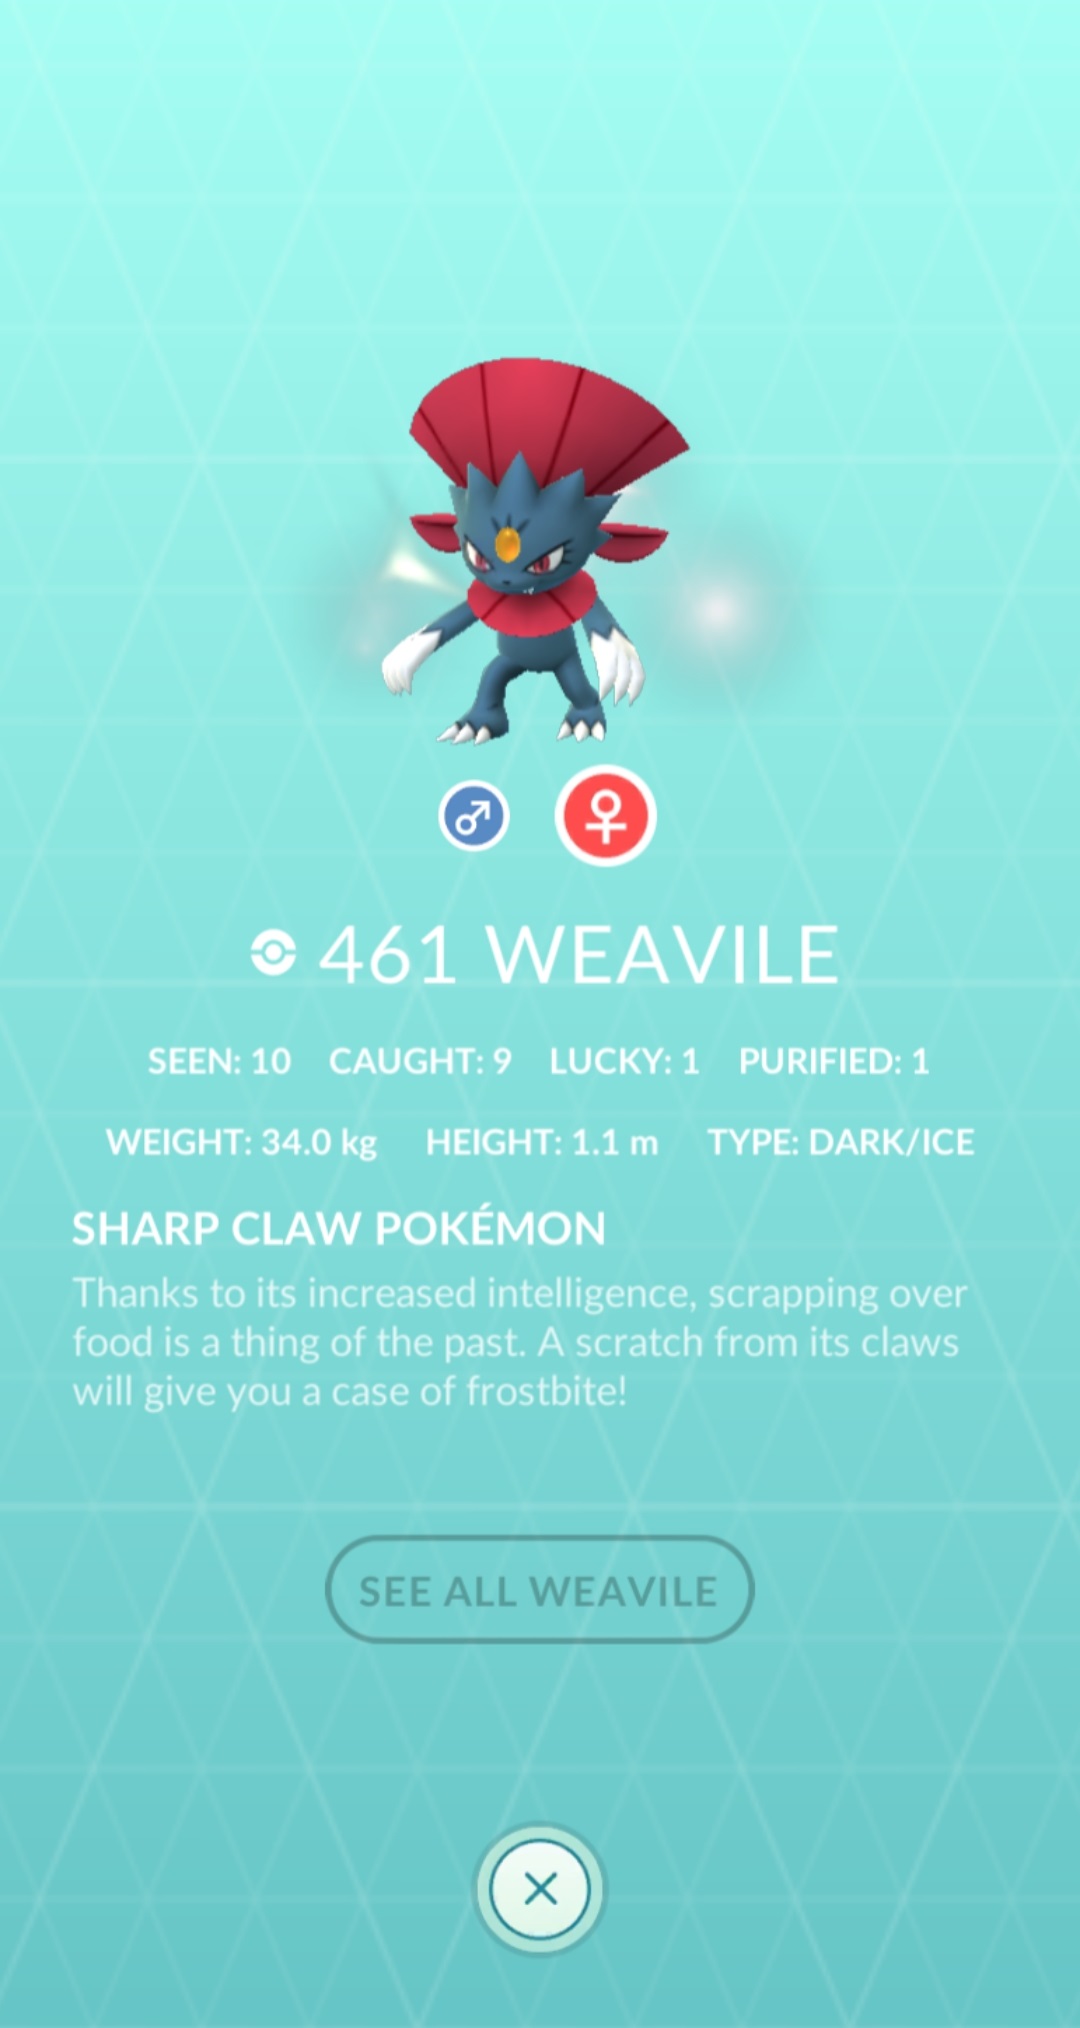 461 WEAVILE
SEEN: 10 CAUGHT: 9 LUCKY: 1 PURIFIED: 1
WEIGHT: 34.0 kg HEIGHT: 1.1 m TYPE: DARK/ICE
SHARP CLAW POKÉMON
Thanks to its increased intelligence, scrapping over
food is a thing of the past. A scratch from its claws
will give you a case of frostbite!
SEE ALL WEAVILE